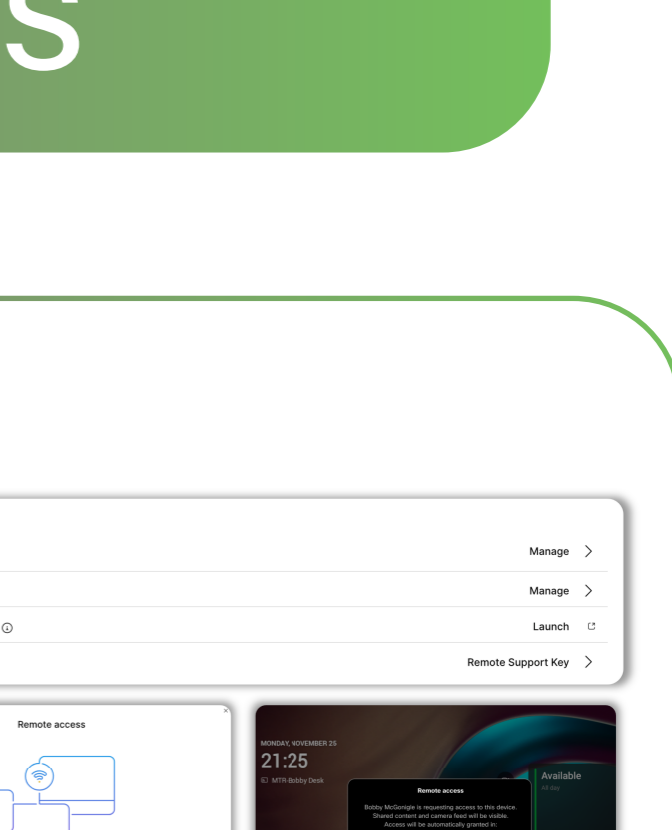 S
Manage
Manage
Launch
Remote Support Key
Remote access
MONDAY, NOVEMBER 25
21:25
MTR-Bobby Desk
Available
All day
Remote access
Bobby McGonigle is requesting access to this device.
Shared content and camera feed will be visible.
Access will be automatically granted in: